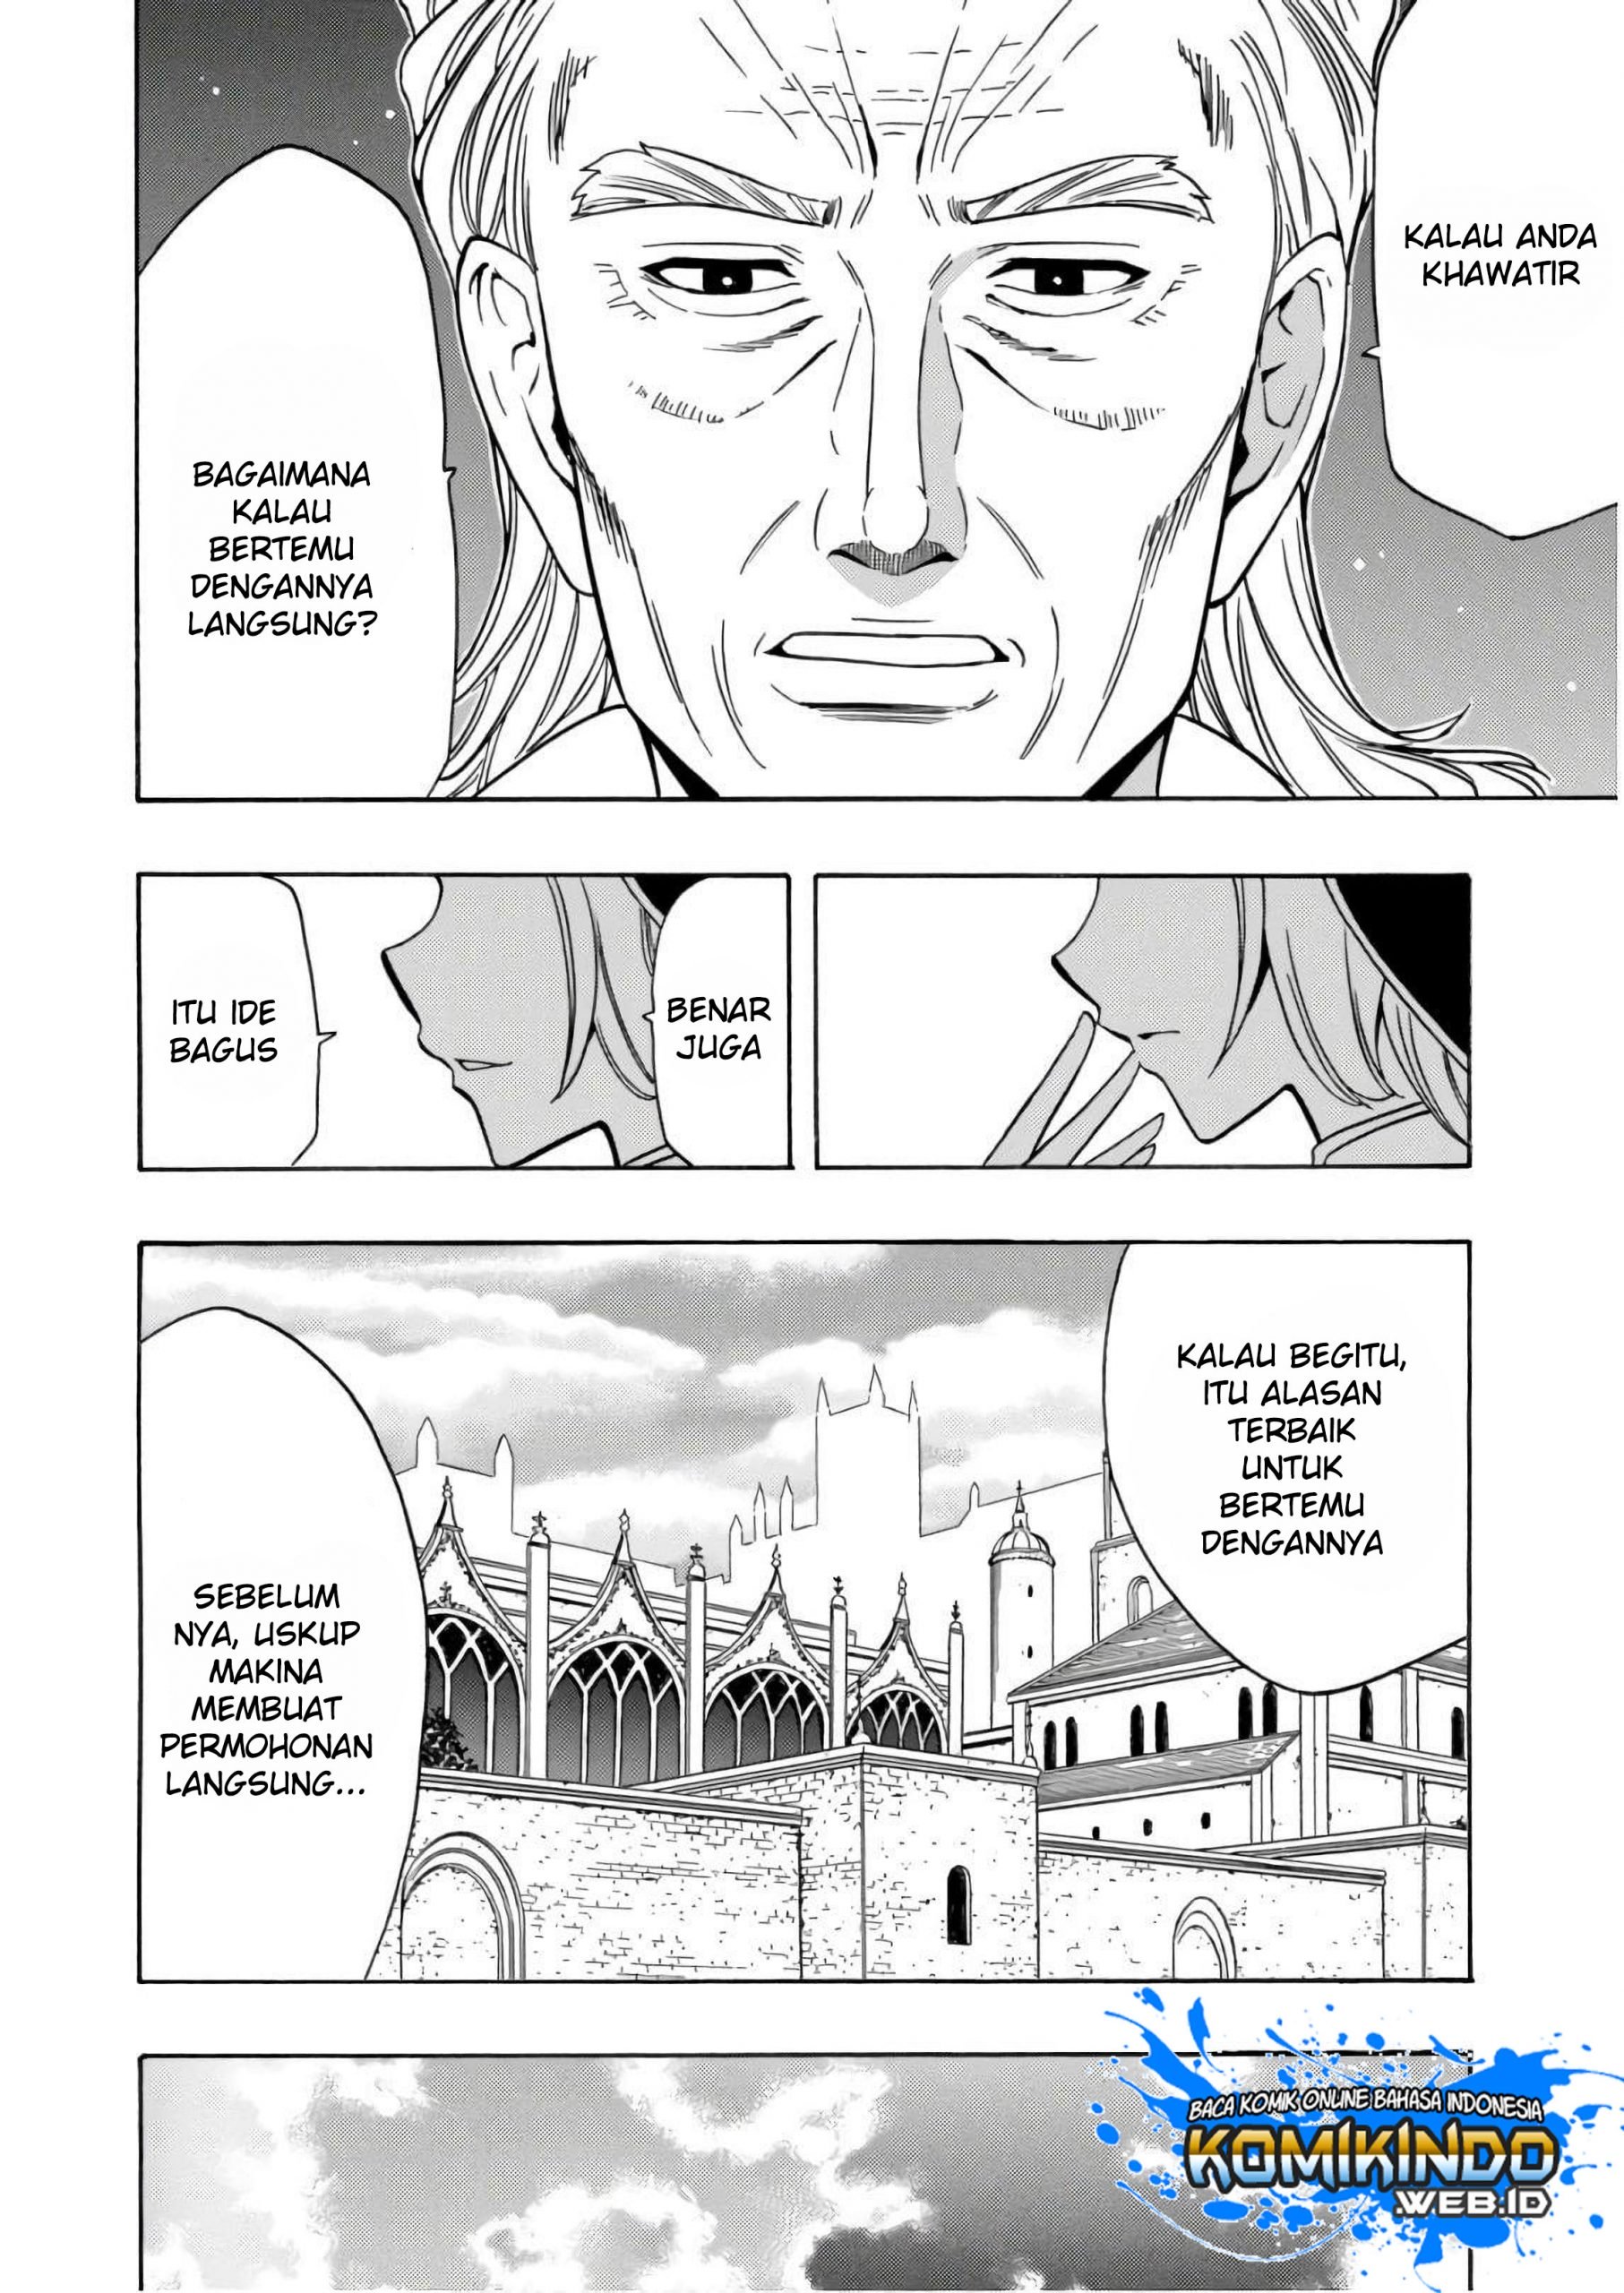 KALAU ANDA
KHAWATIR
BAGAIMANA
KALAU
BERTEMU
DENGANNYA
LANGSUNG?
BENAR
JUGA
ITU IDE
BAGUS
KALAU BEGITU,
ITU ALASAN
TERBAIK
UNTUK
BERTEMU
DENGANNYA
SEBELUM
NYA, USKUP
MAKINA
MEMBUAT
PERMOHONAN
LANGSUNG...
BACA KOMIK ONLINE BAHASA INDONESIA
KOMIKINDO
.WEB.ID